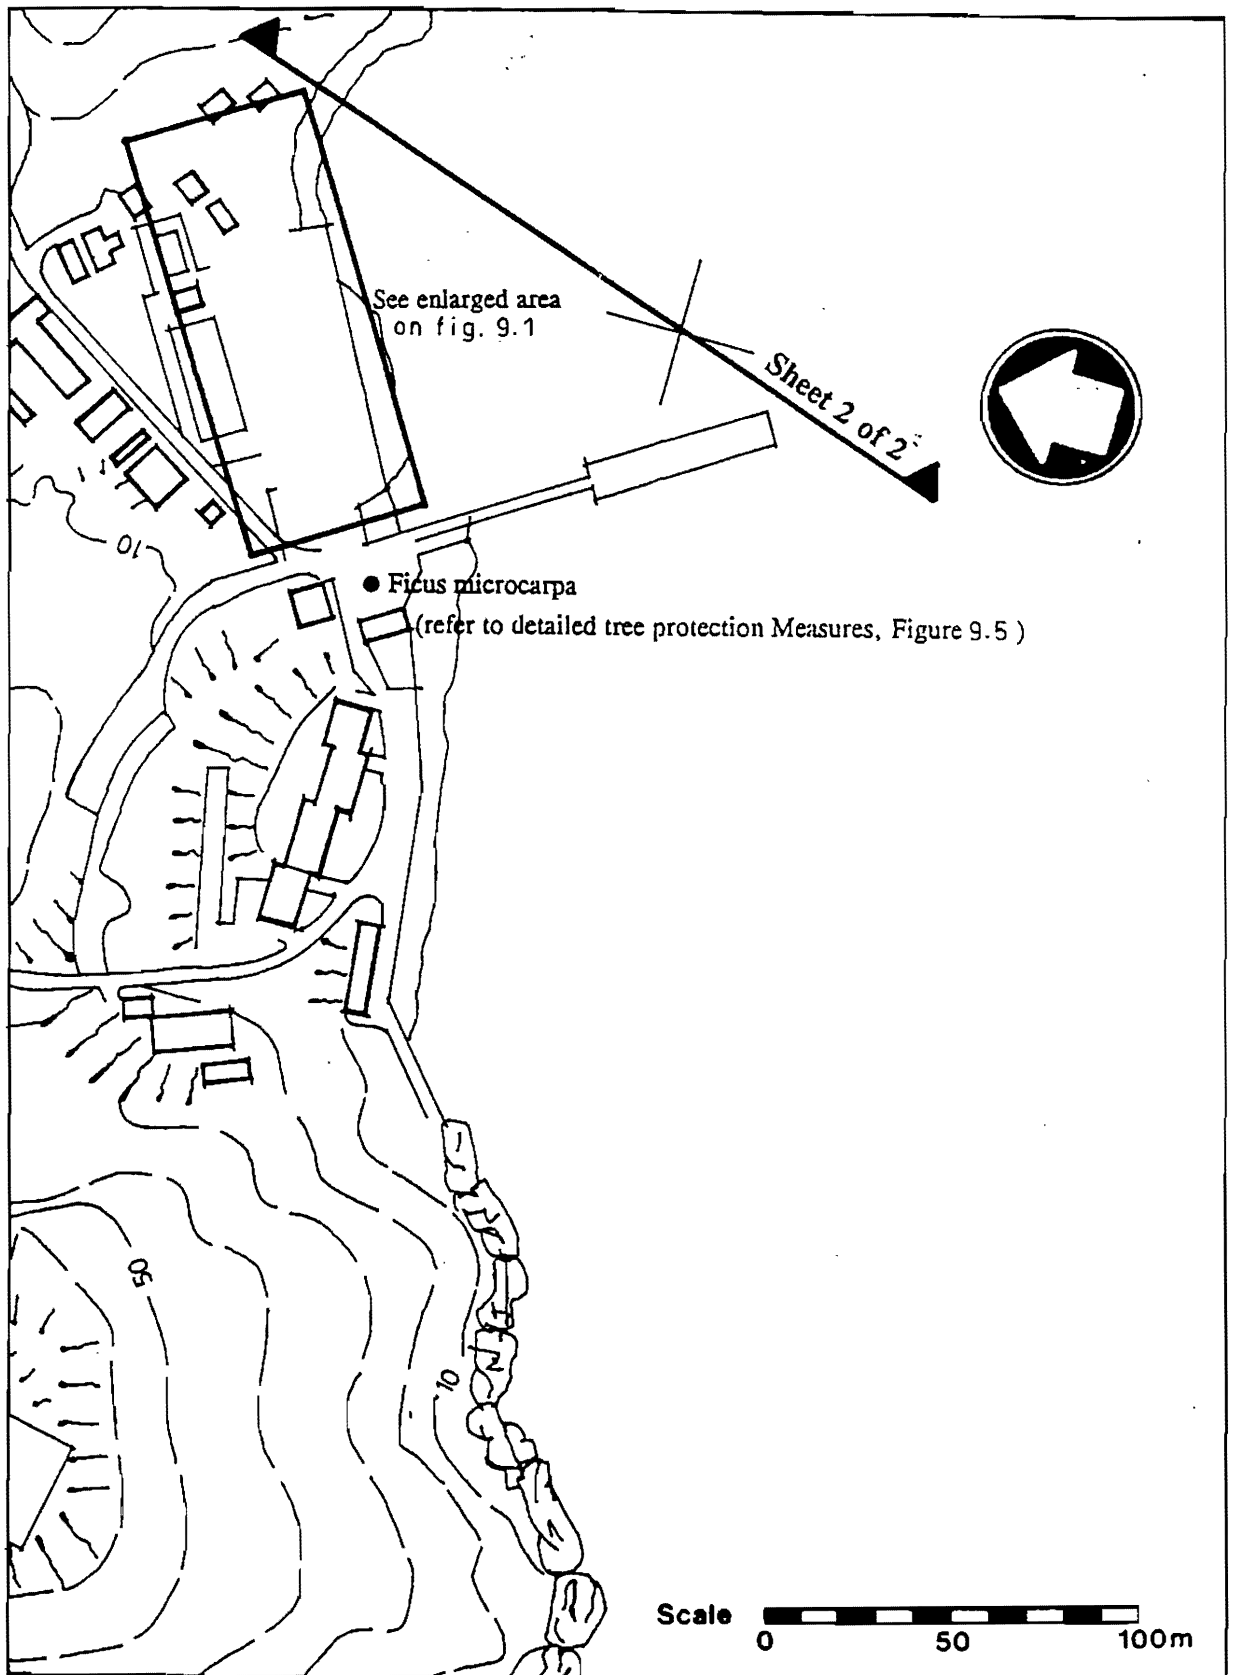 See enlarged area
on fig. 9.1
Sheet 2 of 2
10
Ficus microcarpa
(refer to detailed tree protection Measures, Figure 9.5 )
50
10
Scale
0 50 100m